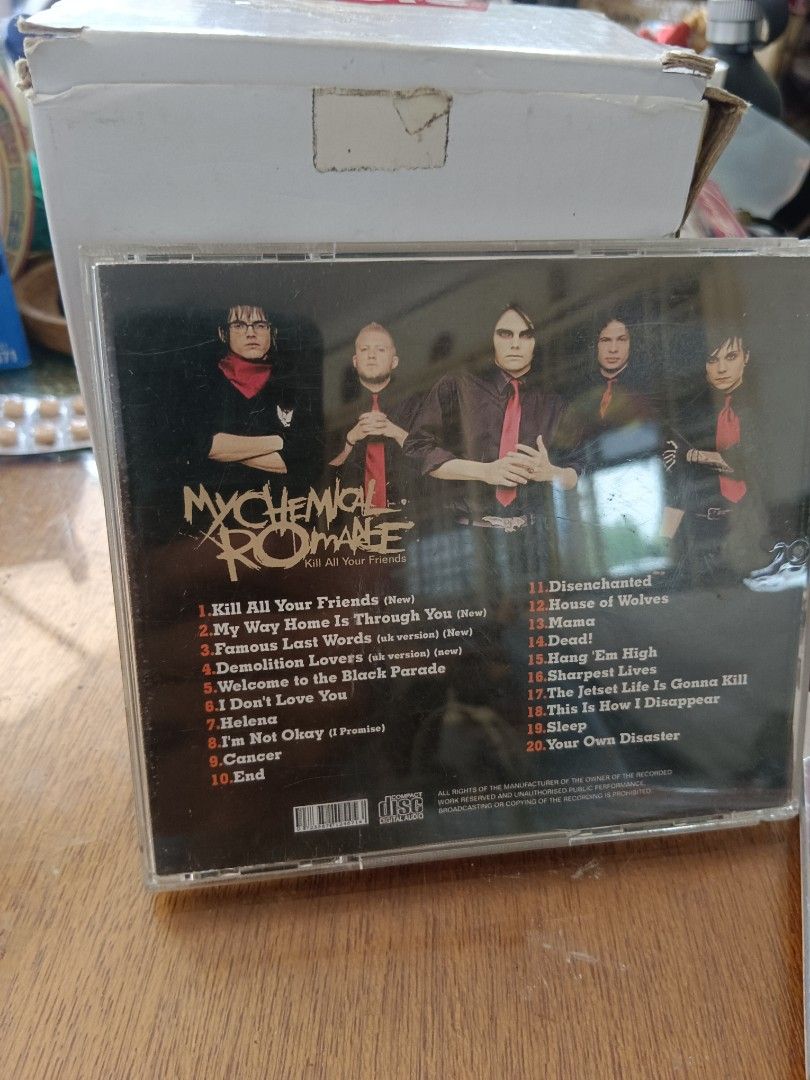 MY CHEMICAL
ROMANCE
Kill All Your Friends
1.Kill All Your Friends (New)
2.My Way Home Is Through You (New)
3.Famous Last Words (uk version) (New)
4.Demolition Lovers (uk version) (new)
5.Welcome to the Black Parade
6.I Don't Love You
7.Helena
8.I'm Not Okay (I Promise)
9.Cancer
10.End
11.Disenchanted
12.House of Wolves
13.Mama
14.Dead!
15.Hang 'Em High
16.Sharpest Lives
17.The Jetset Life Is Gonna Kill
18.This Is How I Disappear
19.Sleep
20.Your Own Disaster
COMPACT
disc
DIGITAL AUDIO
ALL RIGHTS OF THE MANUFACTURER OF THE OWNER OF THE RECORDED
WORK RESERVED AND UNAUTHORISED PUBLIC PERFORMANCE,
BROADCASTING OR COPYING OF THE RECORDING IS PROHIBITED